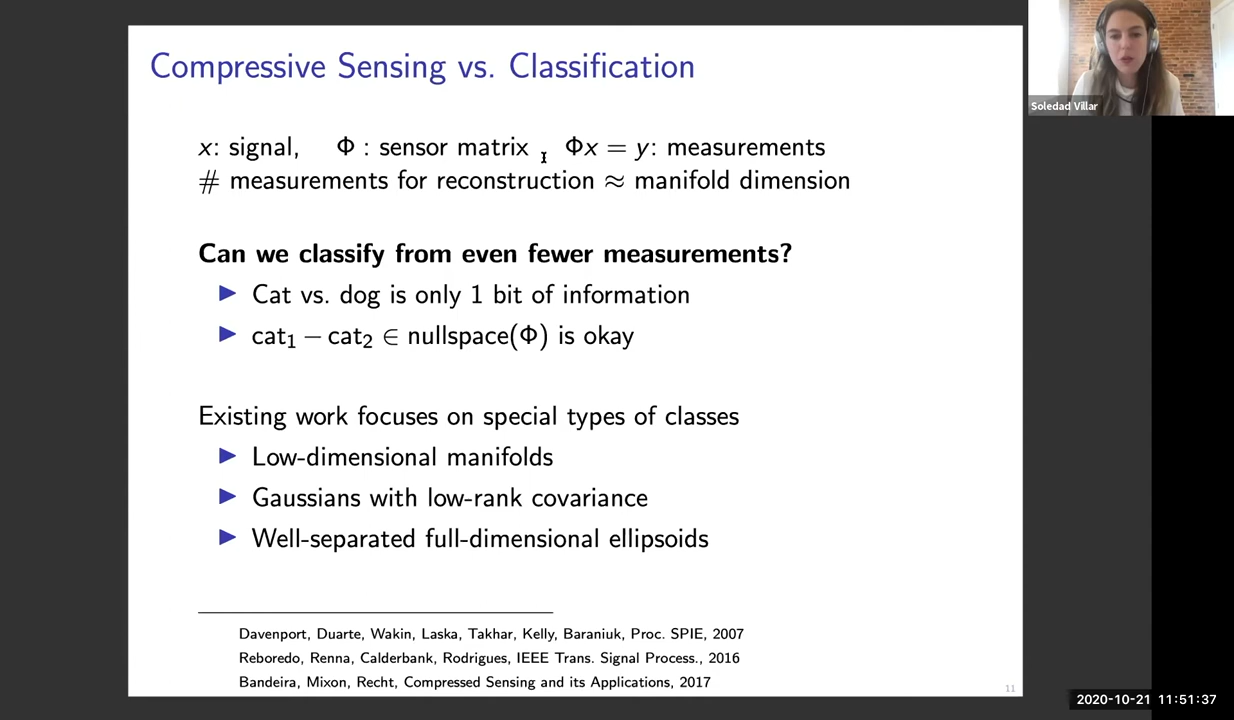 Compressive Sensing vs. Classification
x: signal, Φ : sensor matrix , Φx = y: measurements
# measurements for reconstruction ≈ manifold dimension
Can we classify from even fewer measurements?
▶ Cat vs. dog is only 1 bit of information
▶ cat₁ − cat₂ ∈ nullspace(Φ) is okay
Existing work focuses on special types of classes
▶ Low-dimensional manifolds
▶ Gaussians with low-rank covariance
▶ Well-separated full-dimensional ellipsoids
Davenport, Duarte, Wakin, Laska, Takhar, Kelly, Baraniuk, Proc. SPIE, 2007
Reboredo, Renna, Calderbank, Rodrigues, IEEE Trans. Signal Process., 2016
Bandeira, Mixon, Recht, Compressed Sensing and its Applications, 2017
11
Soledad Villar
2020-10-21 11:51:37